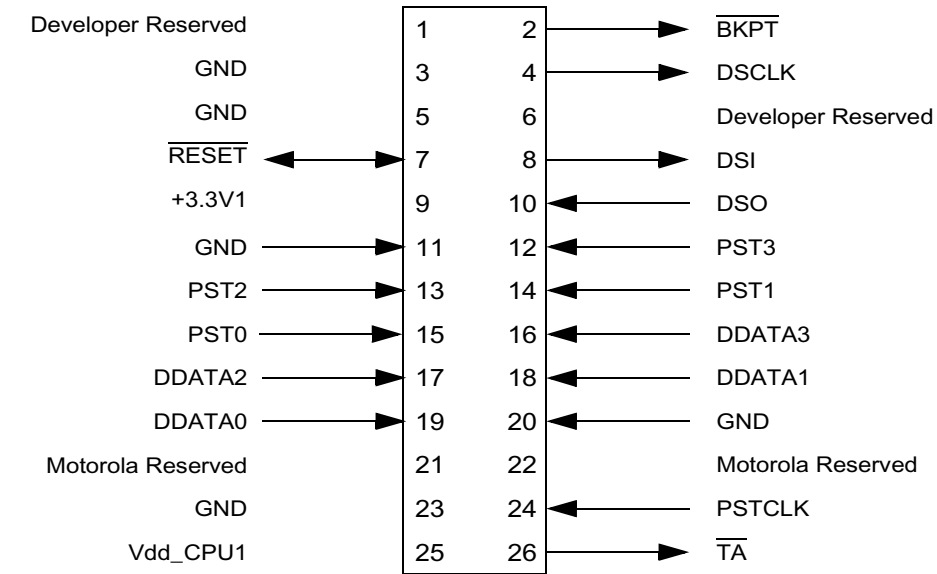 Developer Reserved 1 2 BKPT
GND 3 4 DSCLK
GND 5 6 Developer Reserved
RESET 7 8 DSI
+3.3V1 9 10 DSO
GND 11 12 PST3
PST2 13 14 PST1
PST0 15 16 DDATA3
DDATA2 17 18 DDATA1
DDATA0 19 20 GND
Motorola Reserved 21 22 Motorola Reserved
GND 23 24 PSTCLK
Vdd_CPU1 25 26 TA